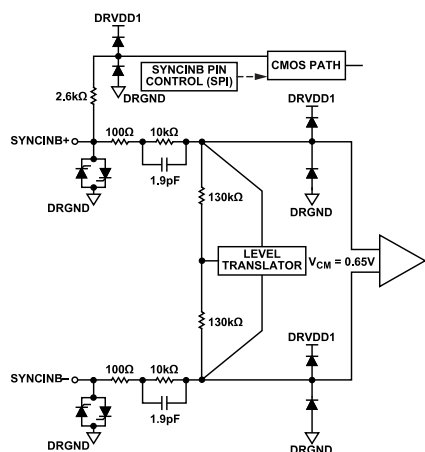 DRVDD1
SYNCINB PIN
CONTROL (SPI)
CMOS PATH
2.6kΩ
DRGND
DRVDD1
SYNCINB+
100Ω
10kΩ
DRGND
1.9pF
130kΩ
DRGND
LEVEL
TRANSLATOR
VCM = 0.65V
130kΩ
DRVDD1
SYNCINB–
100Ω
10kΩ
1.9pF
DRGND
DRGND